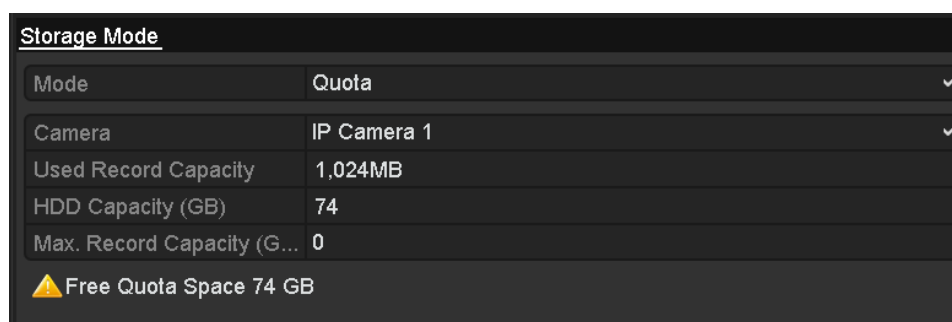 Storage Mode
Mode Quota
Camera IP Camera 1
Used Record Capacity 1,024MB
HDD Capacity (GB) 74
Max. Record Capacity (G... 0
Free Quota Space 74 GB